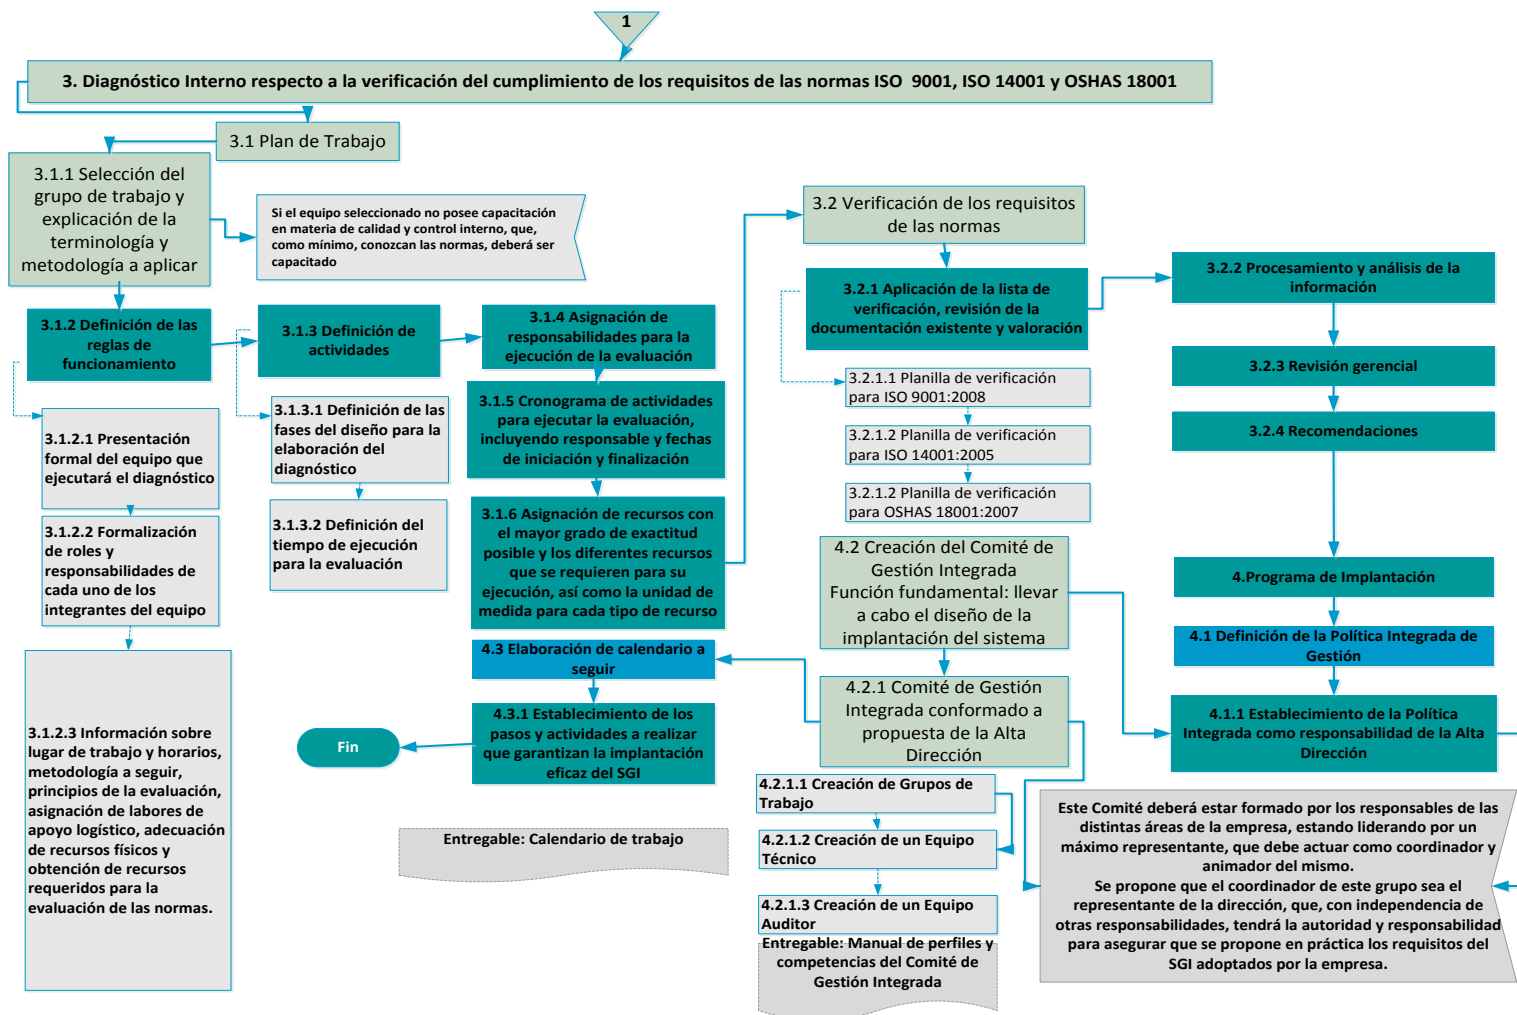 1
3. Diagnóstico Interno respecto a la verificación del cumplimiento de los requisitos de las normas ISO 9001, ISO 14001 y OSHAS 18001
3.1 Plan de Trabajo
3.1.1 Selección del
grupo de trabajo y
explicación de la
terminología y
metodología a aplicar
Si el equipo seleccionado no posee capacitación
en materia de calidad y control interno, que,
como mínimo, conozcan las normas, deberá ser
capacitado
3.1.2 Definición de las
reglas de
funcionamiento
3.1.2.1 Presentación
formal del equipo que
ejecutará el diagnóstico
3.1.2.2 Formalización
de roles y
responsabilidades de
cada uno de los
integrantes del equipo
3.1.2.3 Información sobre
lugar de trabajo y horarios,
metodología a seguir,
principios de la evaluación,
asignación de labores de
apoyo logístico, adecuación
de recursos físicos y
obtención de recursos
requeridos para la
evaluación de las normas.
3.1.3 Definición de
actividades
3.1.3.1 Definición de las
fases del diseño para la
elaboración del
diagnóstico
3.1.3.2 Definición del
tiempo de ejecución
para la evaluación
3.1.4 Asignación de
responsabilidades para la
ejecución de la evaluación
3.1.5 Cronograma de actividades
para ejecutar la evaluación,
incluyendo responsable y fechas
de iniciación y finalización
3.1.6 Asignación de recursos con
el mayor grado de exactitud
posible y los diferentes recursos
que se requieren para su
ejecución, así como la unidad de
medida para cada tipo de recurso
3.2 Verificación de los requisitos
de las normas
3.2.1 Aplicación de la lista de
verificación, revisión de la
documentación existente y valoración
3.2.1.1 Planilla de verificación
para ISO 9001:2008
3.2.1.2 Planilla de verificación
para ISO 14001:2005
3.2.1.2 Planilla de verificación
para OSHAS 18001:2007
3.2.2 Procesamiento y análisis de la
información
3.2.3 Revisión gerencial
3.2.4 Recomendaciones
4.Programa de Implantación
4.1 Definición de la Política Integrada de
Gestión
4.1.1 Establecimiento de la Política
Integrada como responsabilidad de la Alta
Dirección
4.2 Creación del Comité de
Gestión Integrada
Función fundamental: llevar
a cabo el diseño de la
implantación del sistema
4.2.1 Comité de Gestión
Integrada conformado a
propuesta de la Alta
Dirección
4.2.1.1 Creación de Grupos de
Trabajo
4.2.1.2 Creación de un Equipo
Técnico
4.2.1.3 Creación de un Equipo
Auditor
Entregable: Manual de perfiles y
competencias del Comité de
Gestión Integrada
Este Comité deberá estar formado por los responsables de las
distintas áreas de la empresa, estando liderando por un
máximo representante, que debe actuar como coordinador y
animador del mismo.
Se propone que el coordinador de este grupo sea el
representante de la dirección, que, con independencia de
otras responsabilidades, tendrá la autoridad y responsabilidad
para asegurar que se propone en práctica los requisitos del
SGI adoptados por la empresa.
4.3 Elaboración de calendario a
seguir
4.3.1 Establecimiento de los
pasos y actividades a realizar
que garantizan la implantación
eficaz del SGI
Fin
Entregable: Calendario de trabajo